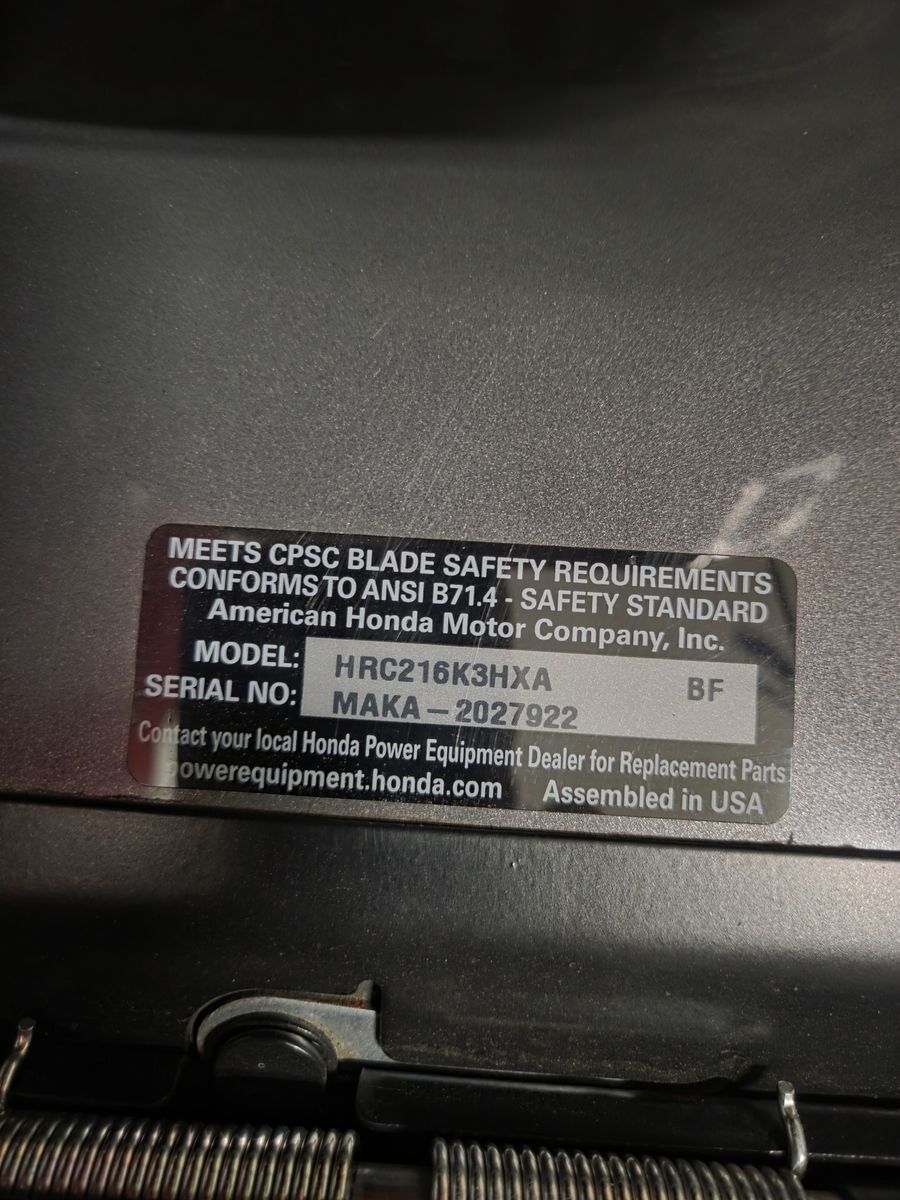 MEETS CPSC BLADE SAFETY REQUIREMENTS
CONFORMS TO ANSI B71.4 - SAFETY STANDARD
American Honda Motor Company, Inc.
MODEL: HRC216K3HXA BF
SERIAL NO: MAKA-2027922
Contact your local Honda Power Equipment Dealer for Replacement Parts
powerequipment.honda.com Assembled in USA